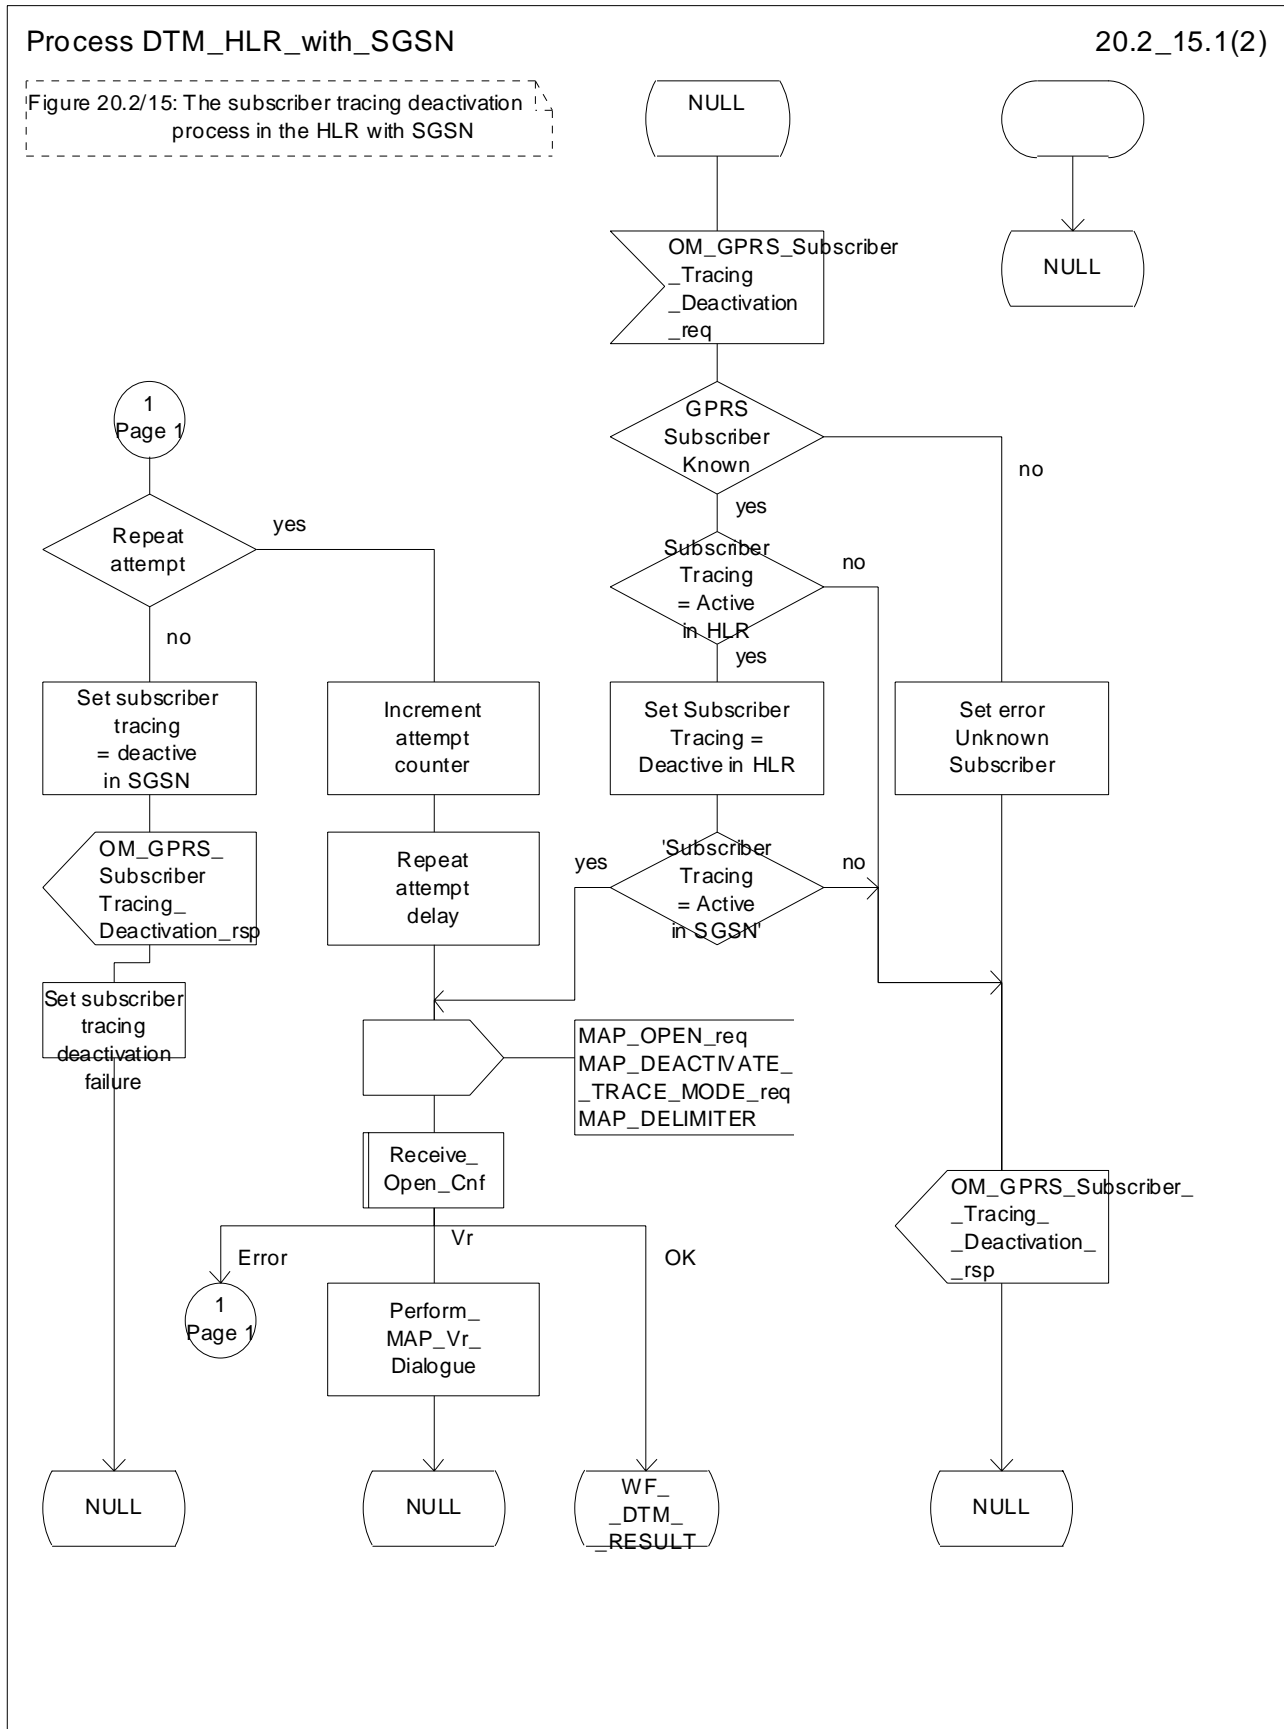 Process DTM_HLR_with_SGSN
20.2_15.1(2)
Figure 20.2/15: The subscriber tracing deactivation
process in the HLR with SGSN
NULL
OM_GPRS_Subscriber
_Tracing
_Deactivation
_req
NULL
1
Page 1
GPRS
Subscriber
Known
no
yes
Repeat
attempt
yes
no
Subscriber
Tracing
= Active
in HLR
no
yes
Set subscriber
tracing
= deactive
in SGSN
Increment
attempt
counter
Set Subscriber
Tracing =
Deactive in HLR
Set error
Unknown
Subscriber
OM_GPRS_
Subscriber
Tracing_
Deactivation_rsp
Repeat
attempt
delay
yes
'Subscriber
Tracing
= Active
in SGSN'
no
Set subscriber
tracing
deactivation
failure
MAP_OPEN_req
MAP_DEACTIVATE_
_TRACE_MODE_req
MAP_DELIMITER
Receive_
Open_Cnf
OM_GPRS_Subscriber_
_Tracing_
_Deactivation_
_rsp
Error
Vr
OK
1
Page 1
Perform_
MAP_Vr_
Dialogue
NULL
NULL
WF_
_DTM_
_RESULT
NULL